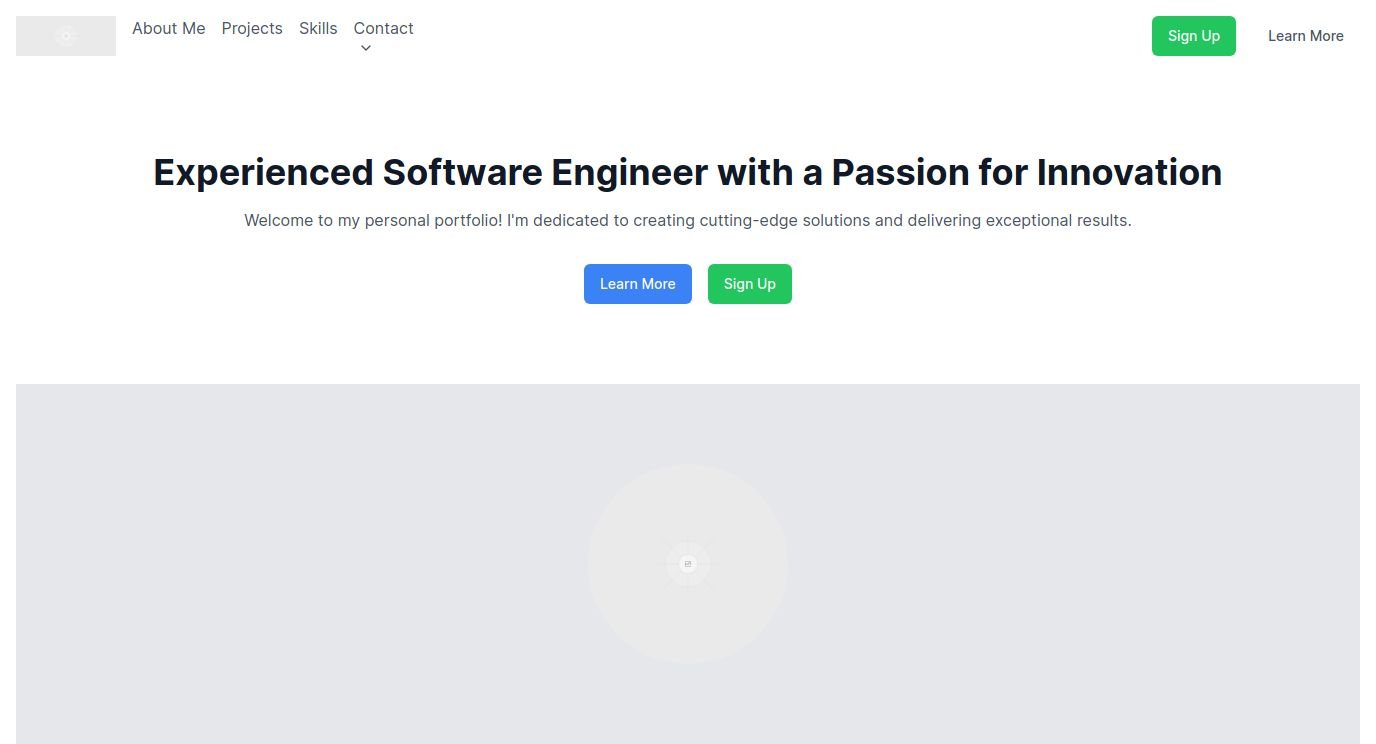 About Me
Projects
Skills
Contact
Sign Up
Learn More
Experienced Software Engineer with a Passion for Innovation
Welcome to my personal portfolio! I'm dedicated to creating cutting-edge solutions and delivering exceptional results.
Learn More
Sign Up